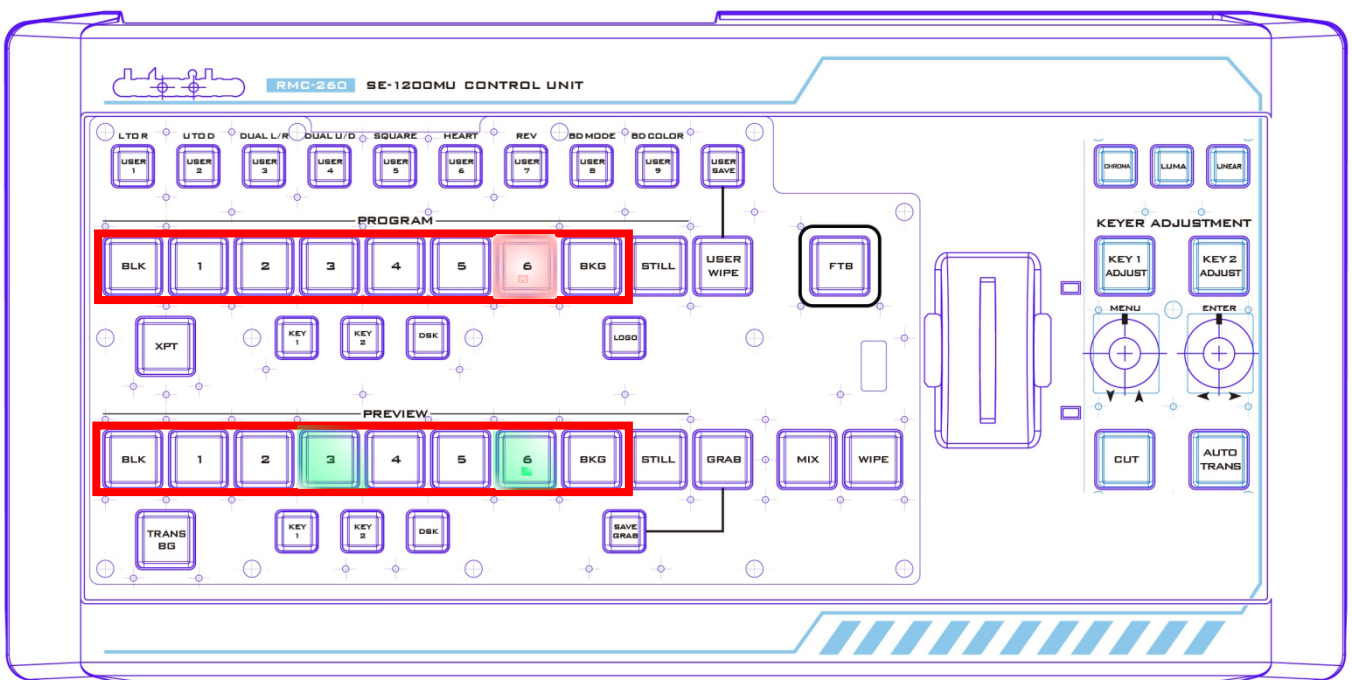 datavideo RMC-260 SE-1200MU CONTROL UNIT
L TO R U TO D DUAL L/R DUAL U/D SQUARE HEART REV BD MODE BD COLOR
USER 1 USER 2 USER 3 USER 4 USER 5 USER 6 USER 7 USER 8 USER 9 USER SAVE
CHROMA LUMA LINEAR
PROGRAM
KEYER ADJUSTMENT
BLK 1 2 3 4 5 6 BKG STILL USER WIPE FTB
KEY 1 ADJUST KEY 2 ADJUST
MENU ENTER
XPT KEY 1 KEY 2 DSK LOGO
PREVIEW
BLK 1 2 3 4 5 6 BKG STILL GRAB MIX WIPE CUT AUTO TRANS
TRANS BG KEY 1 KEY 2 DSK SAVE GRAB